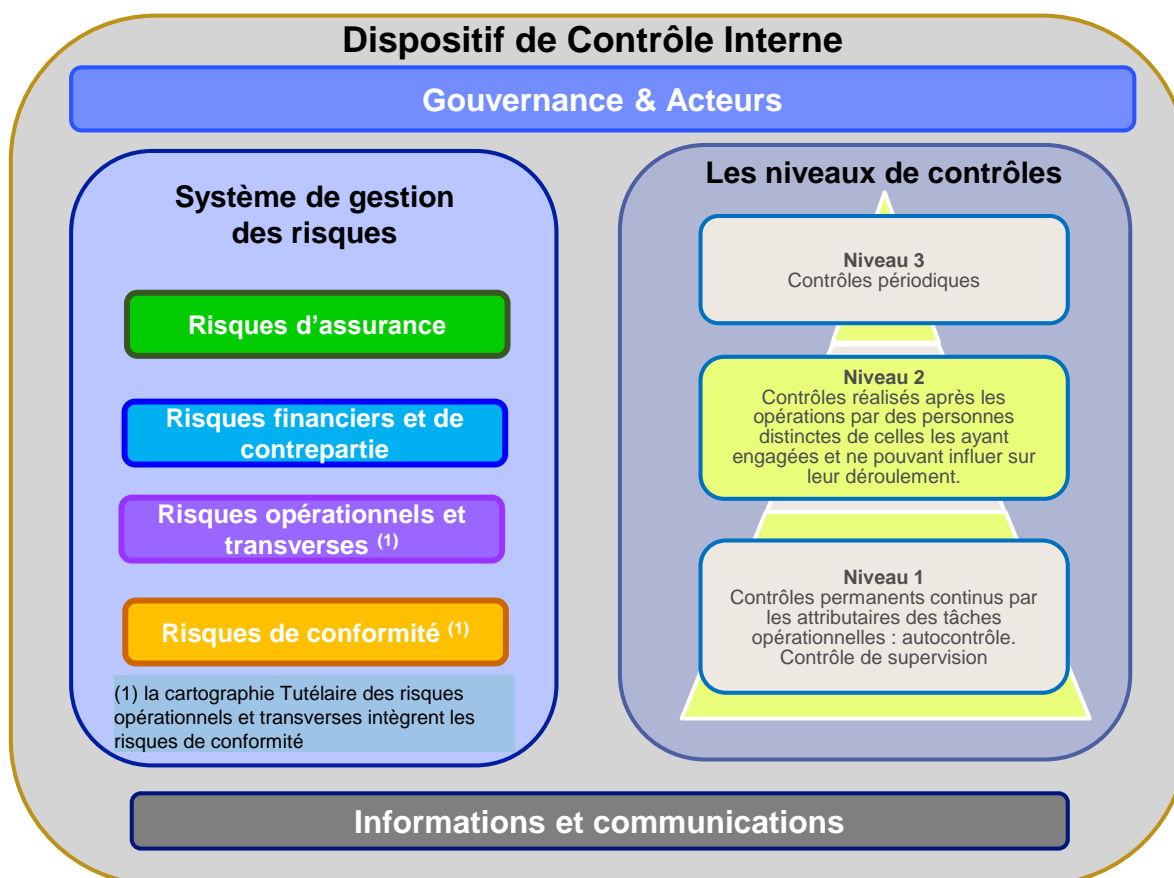 Dispositif de Contrôle Interne
Gouvernance & Acteurs
Système de gestion
des risques
Risques d'assurance
Risques financiers et de
contrepartie
Risques opérationnels et
transverses (1)
Risques de conformité (1)
(1) la cartographie Tutélaire des risques
opérationnels et transverses intègrent les
risques de conformité
Les niveaux de contrôles
Niveau 3
Contrôles périodiques
Niveau 2
Contrôles réalisés après les
opérations par des personnes
distinctes de celles les ayant
engagées et ne pouvant influer sur
leur déroulement.
Niveau 1
Contrôles permanents continus par
les attributaires des tâches
opérationnelles : autocontrôle.
Contrôle de supervision
Informations et communications